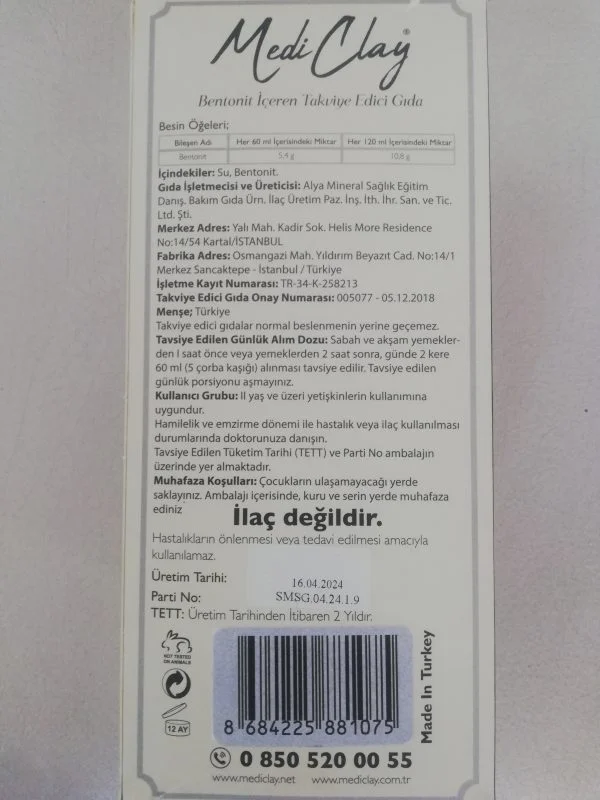 Medi Clay®
Bentonit İçeren Takviye Edici Gıda
Besin Öğeleri;
Bileşen Adı Her 60 ml İçerisindeki Miktar Her 120 ml İçerisindeki Miktar
Bentonit 5,4 g 10,8 g
İçindekiler: Su, Bentonit.
Gıda İşletmecisi ve Üreticisi: Alya Mineral Sağlık Eğitim
Danış. Bakım Gıda Ürn. İlaç Üretim Paz. İnş. İth. İhr. San. ve Tic.
Ltd. Şti.
Merkez Adres: Yalı Mah. Kadir Sok. Helis More Residence
No:14/54 Kartal/İSTANBUL
Fabrika Adres: Osmangazi Mah. Yıldırım Beyazıt Cad. No:14/1
Merkez Sancaktepe - İstanbul / Türkiye
İşletme Kayıt Numarası: TR-34-K-258213
Takviye Edici Gıda Onay Numarası: 005077 - 05.12.2018
Menşe; Türkiye
Takviye edici gıdalar normal beslenmenin yerine geçemez.
Tavsiye Edilen Günlük Alım Dozu: Sabah ve akşam yemekler-
den 1 saat önce veya yemeklerden 2 saat sonra, günde 2 kere
60 ml (5 çorba kaşığı) alınması tavsiye edilir. Tavsiye edilen
günlük porsiyonu aşmayınız.
Kullanıcı Grubu: 11 yaş ve üzeri yetişkinlerin kullanımına
uygundur.
Hamilelik ve emzirme dönemi ile hastalık veya ilaç kullanılması
durumlarında doktorunuza danışın.
Tavsiye Edilen Tüketim Tarihi (TETT) ve Parti No ambalajın
üzerinde yer almaktadır.
Muhafaza Koşulları: Çocukların ulaşamayacağı yerde
saklayınız. Ambalajı içerisinde, kuru ve serin yerde muhafaza
ediniz
İlaç değildir.
Hastalıkların önlenmesi veya tedavi edilmesi amacıyla
kullanılamaz.
Üretim Tarihi: 16.04.2024
Parti No: SMSG.04.24.1.9
TETT: Üretim Tarihinden İtibaren 2 Yıldır.
NOT TESTED
ON ANIMALS
12 AY
8 684225 881075
Made In Turkey
0 850 520 00 55
www.mediclay.net www.mediclay.com.tr